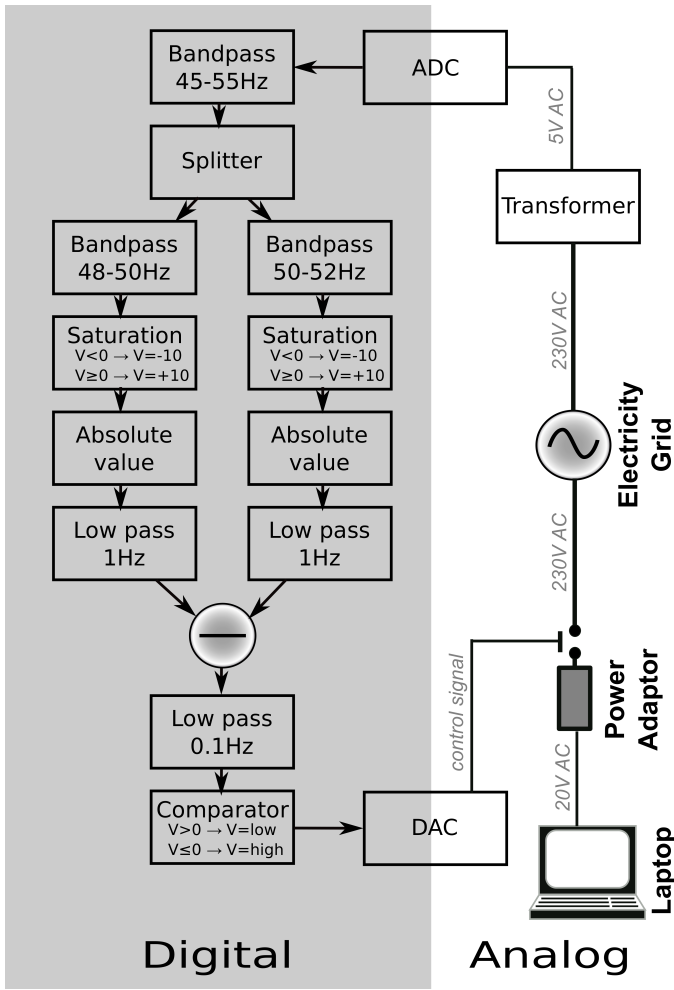 Bandpass
45-55Hz
ADC
5V AC
Splitter
Transformer
Bandpass
48-50Hz
Bandpass
50-52Hz
230V AC
Saturation
V<0 → V=-10
V≥0 → V=+10
Saturation
V<0 → V=-10
V≥0 → V=+10
Electricity
Grid
Absolute
value
Absolute
value
Low pass
1Hz
Low pass
1Hz
230V AC
control signal
Power
Adaptor
Low pass
0.1Hz
20V AC
Comparator
V>0 → V=low
V≤0 → V=high
DAC
Laptop
Digital
Analog